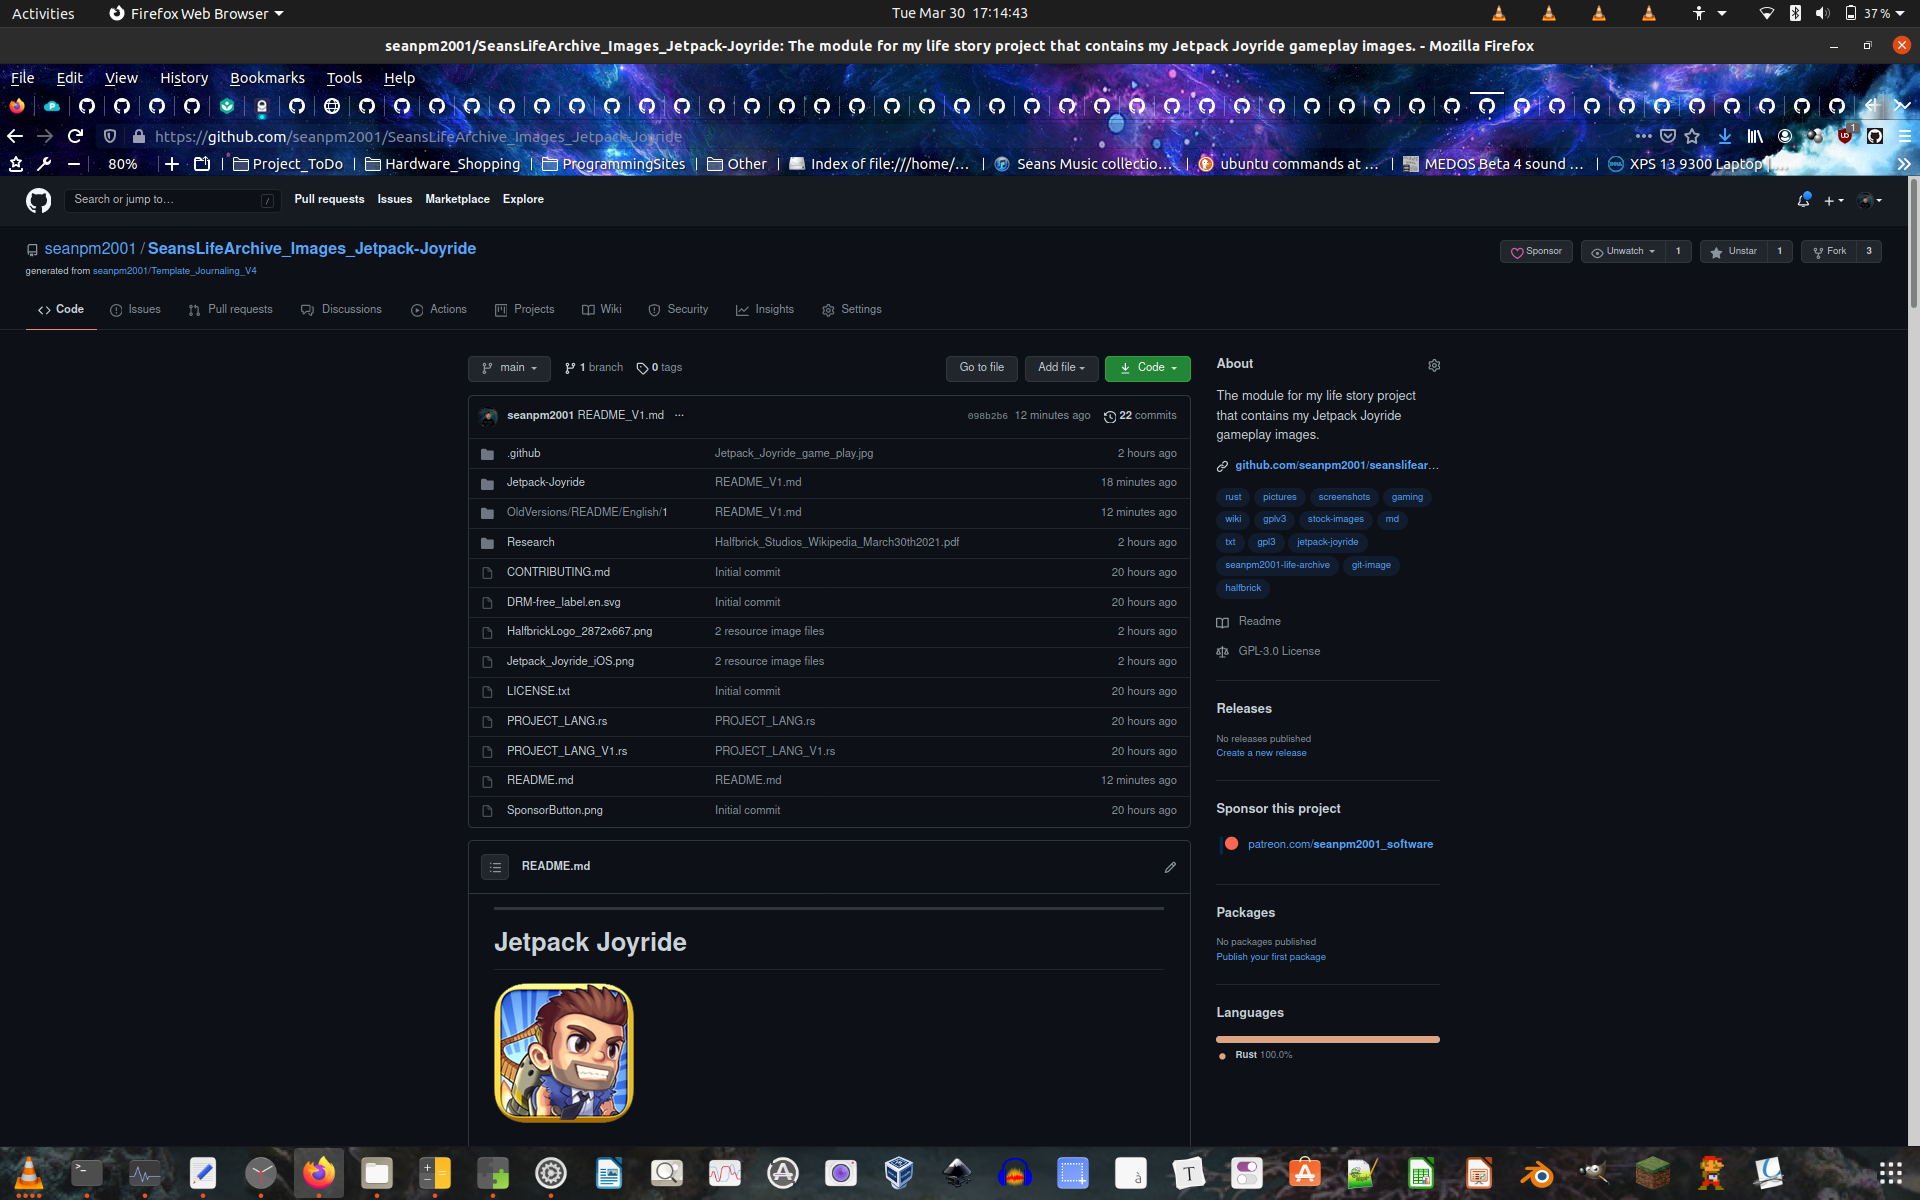 Activities
Firefox Web Browser
Tue Mar 30 17:14:43
37 %
seanpm2001/SeansLifeArchive_Images_Jetpack-Joyride: The module for my life story project that contains my Jetpack Joyride gameplay images. - Mozilla Firefox
File Edit View History Bookmarks Tools Help
https://github.com/seanpm2001/SeansLifeArchive_Images_Jetpack-Joyride
80%
Project_ToDo
Hardware_Shopping
ProgrammingSites
Other
Index of file:///home/...
Seans Music collectio...
ubuntu commands at ...
MEDOS Beta 4 sound ...
XPS 13 9300 Laptop
Search or jump to...
/
Pull requests Issues Marketplace Explore
seanpm2001 / SeansLifeArchive_Images_Jetpack-Joyride
generated from seanpm2001/Template_Journaling_V4
Sponsor
Unwatch 1
Unstar 1
Fork 3
Code Issues Pull requests Discussions Actions Projects Wiki Security Insights Settings
main
1 branch
0 tags
Go to file
Add file
Code
seanpm2001 README_V1.md ...
098b2b6 12 minutes ago 22 commits
.github Jetpack_Joyride_game_play.jpg 2 hours ago
Jetpack-Joyride README_V1.md 18 minutes ago
OldVersions/README/English/1 README_V1.md 12 minutes ago
Research Halfbrick_Studios_Wikipedia_March30th2021.pdf 2 hours ago
CONTRIBUTING.md Initial commit 20 hours ago
DRM-free_label.en.svg Initial commit 20 hours ago
HalfbrickLogo_2872x667.png 2 resource image files 2 hours ago
Jetpack_Joyride_iOS.png 2 resource image files 2 hours ago
LICENSE.txt Initial commit 20 hours ago
PROJECT_LANG.rs PROJECT_LANG.rs 20 hours ago
PROJECT_LANG_V1.rs PROJECT_LANG_V1.rs 20 hours ago
README.md README.md 12 minutes ago
SponsorButton.png Initial commit 20 hours ago
README.md
Jetpack Joyride
About
The module for my life story project
that contains my Jetpack Joyride
gameplay images.
github.com/seanpm2001/seanslifear...
rust pictures screenshots gaming
wiki gplv3 stock-images md
txt gpl3 jetpack-joyride
seanpm2001-life-archive git-image
halfbrick
Readme
GPL-3.0 License
Releases
No releases published
Create a new release
Sponsor this project
patreon.com/seanpm2001_software
Packages
No packages published
Publish your first package
Languages
Rust 100.0%